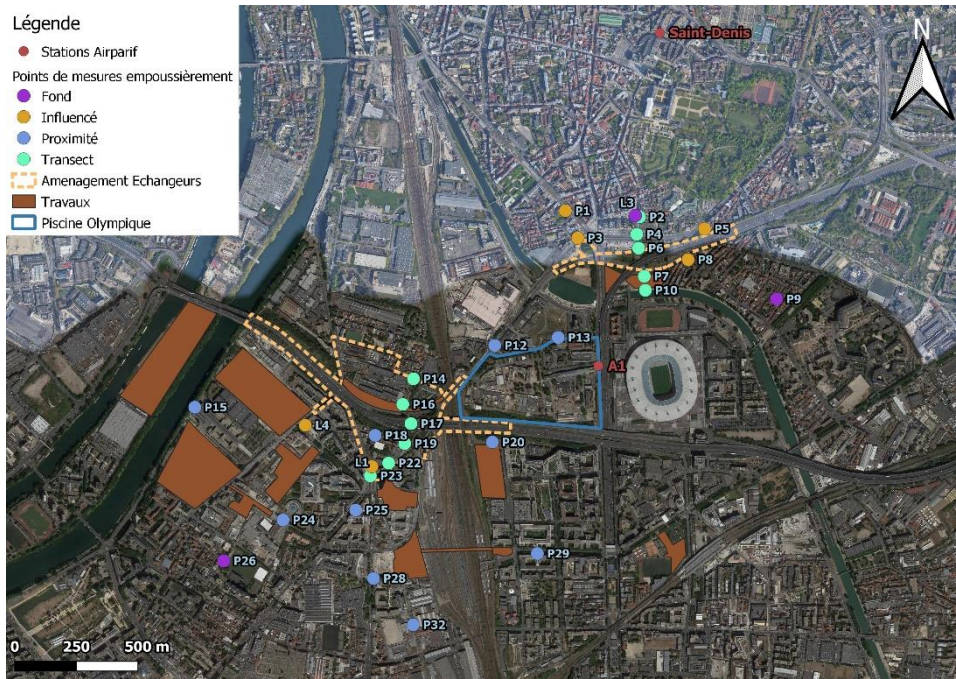 Légende
Stations Airparif
Points de mesures empoussièrement
Fond
Influencé
Proximité
Transect
Amenagement Echangeurs
Travaux
Piscine Olympique
Saint-Denis
N
P1
L3
P2
P3
P4
P5
P6
P8
P7
P10
P9
P12
P13
A1
P14
P15
P16
L4
P17
P18
P19
P20
L1
P22
P23
P24
P25
P26
P29
P28
P32
0
250
500 m